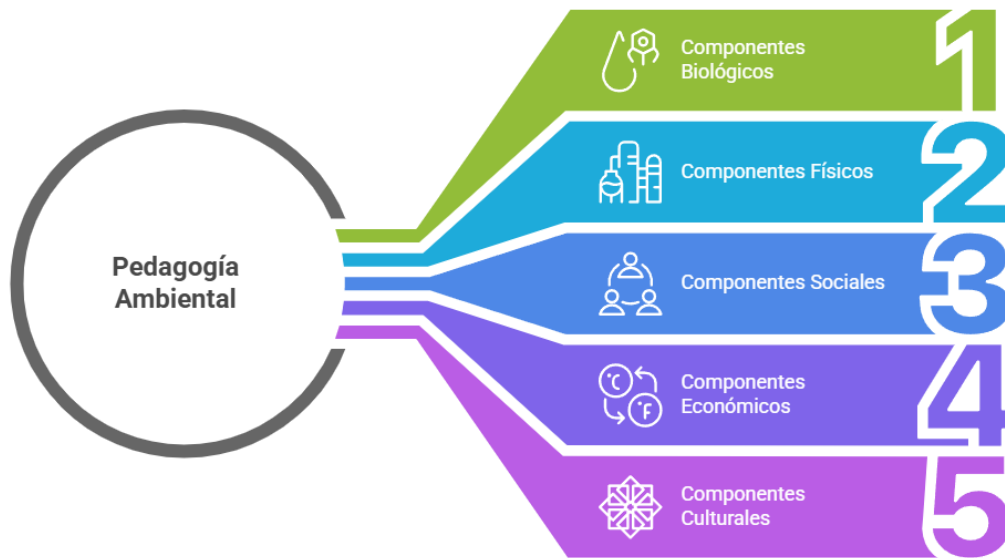 Pedagogía
Ambiental
Componentes
Biológicos
1
Componentes Físicos
2
Componentes Sociales
3
°C
°F
Componentes
Económicos
4
Componentes
Culturales
5